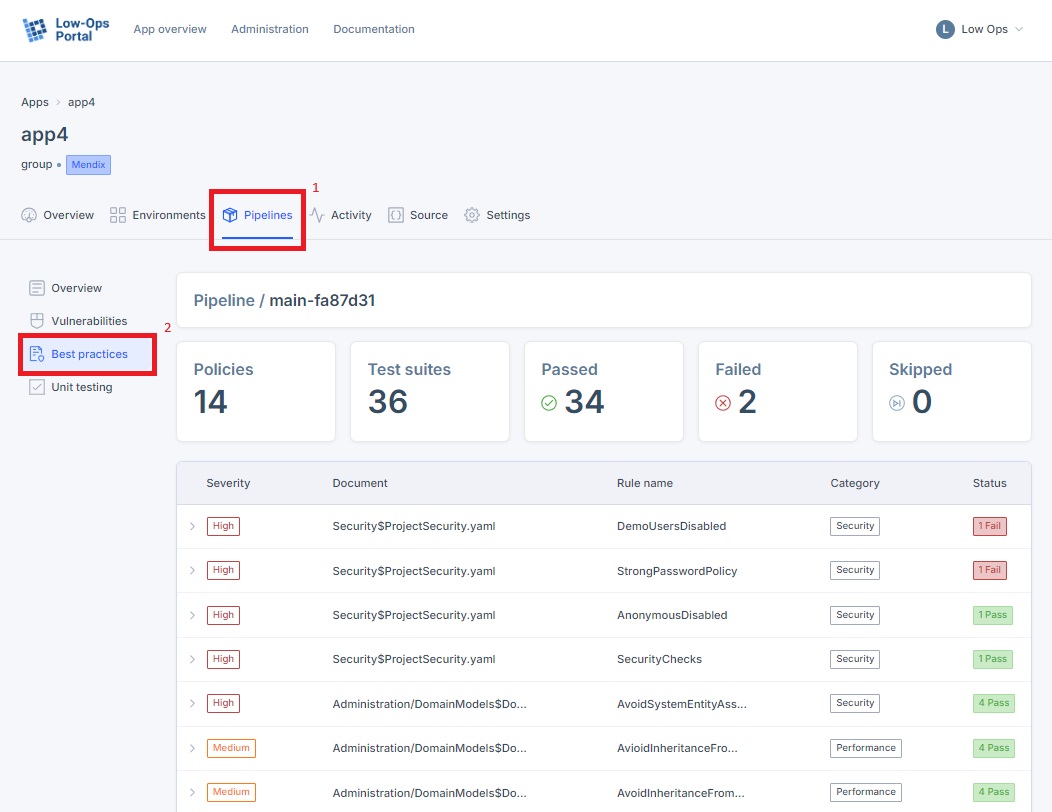 Low-Ops
Portal
App overview Administration Documentation
L Low Ops
Apps > app4
app4
group • Mendix
1
Overview Environments Pipelines Activity Source Settings
Overview
Vulnerabilities
2
Best practices
Unit testing
Pipeline / main-fa87d31
Policies Test suites Passed Failed Skipped
14 36 34 2 0
Severity Document Rule name Category Status
High Security$ProjectSecurity.yaml DemoUsersDisabled Security 1 Fail
High Security$ProjectSecurity.yaml StrongPasswordPolicy Security 1 Fail
High Security$ProjectSecurity.yaml AnonymousDisabled Security 1 Pass
High Security$ProjectSecurity.yaml SecurityChecks Security 1 Pass
High Administration/DomainModels$Do... AvoidSystemEntityAss... Security 4 Pass
Medium Administration/DomainModels$Do... AvioidInheritanceFro... Performance 4 Pass
Medium Administration/DomainModels$Do... AvoidInheritanceFrom... Performance 4 Pass